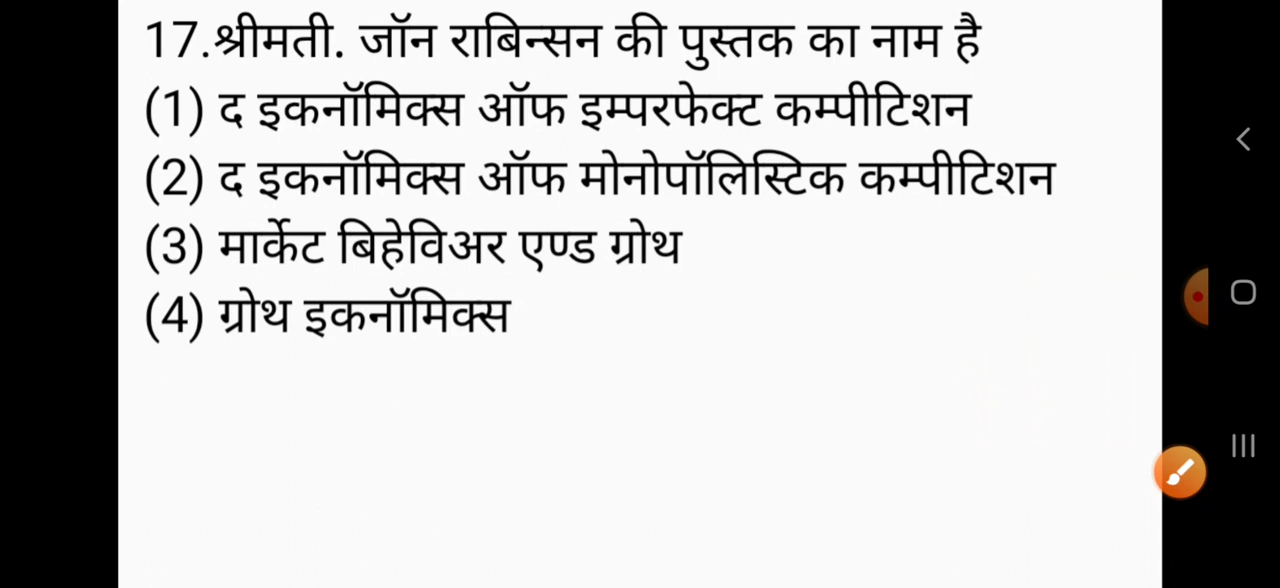 17.श्रीमती. जॉन राबिन्सन की पुस्तक का नाम है
(1) द इकनॉमिक्स ऑफ इम्परफेक्ट कम्पीटिशन
(2) द इकनॉमिक्स ऑफ मोनोपॉलिस्टिक कम्पीटिशन
(3) मार्केट बिहेविअर एण्ड ग्रोथ
(4) ग्रोथ इकनॉमिक्स